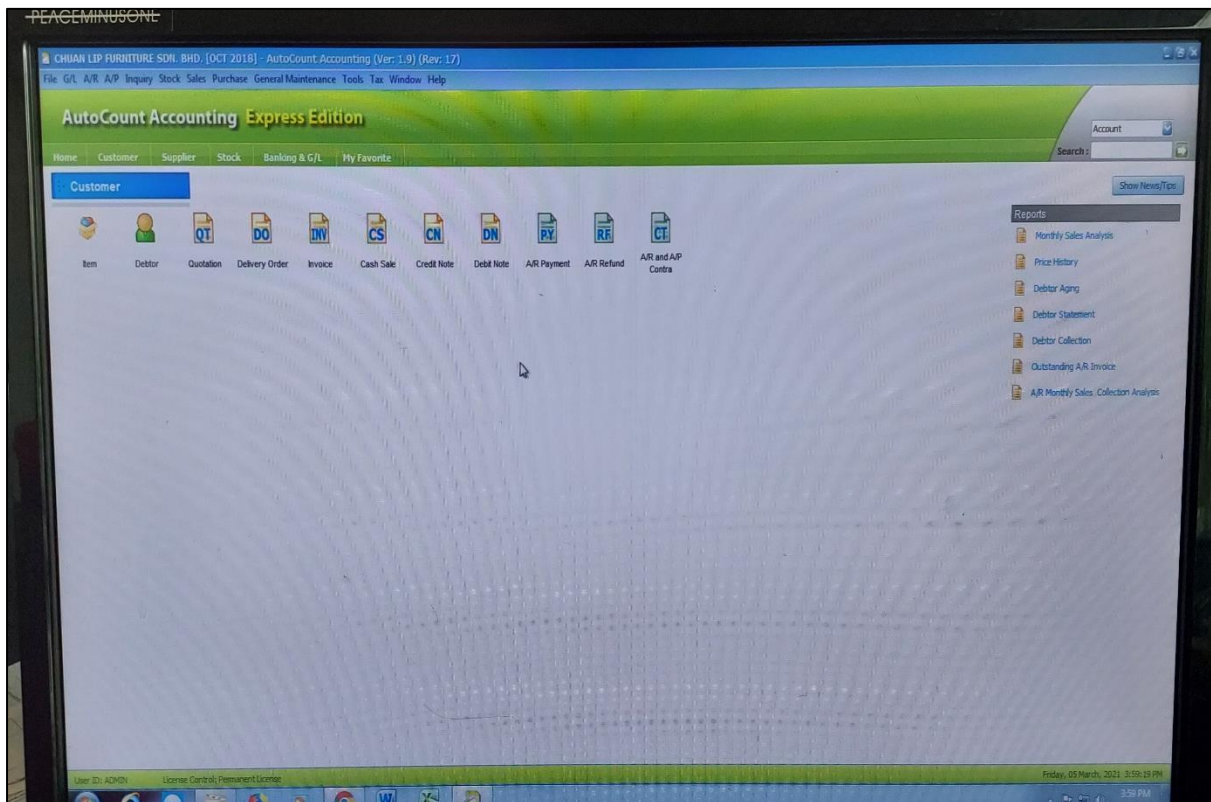 PEACEMINUSONE
CHUAN LIP FURNITURE SDN. BHD. [OCT 2018] - AutoCount Accounting (Ver: 1.9) (Rev: 17)
File G/L A/R A/P Inquiry Stock Sales Purchase General Maintenance Tools Tax Window Help
AutoCount Accounting Express Edition
Account
Search :
Home Customer Supplier Stock Banking & G/L My Favorite
Customer
Show News/Tips
QT DO INV CS CN DN PY RF CT
Item Debtor Quotation Delivery Order Invoice Cash Sale Credit Note Debit Note A/R Payment A/R Refund A/R and A/P Contra
Reports
Monthly Sales Analysis
Price History
Debtor Aging
Debtor Statement
Debtor Collection
Outstanding A/R Invoice
A/R Monthly Sales Collection Analysis
User ID: ADMIN License Control; Permanent License Friday, 05 March, 2021 3:59:19 PM
3:59 PM